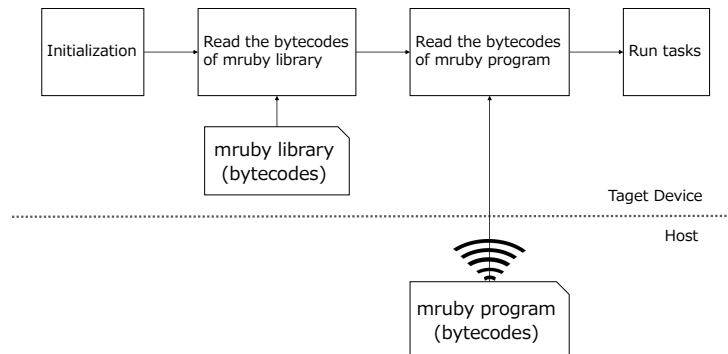 Initialization
Read the bytecodes
of mruby library
Read the bytecodes
of mruby program
Run tasks
mruby library
(bytecodes)
Taget Device
Host
mruby program
(bytecodes)